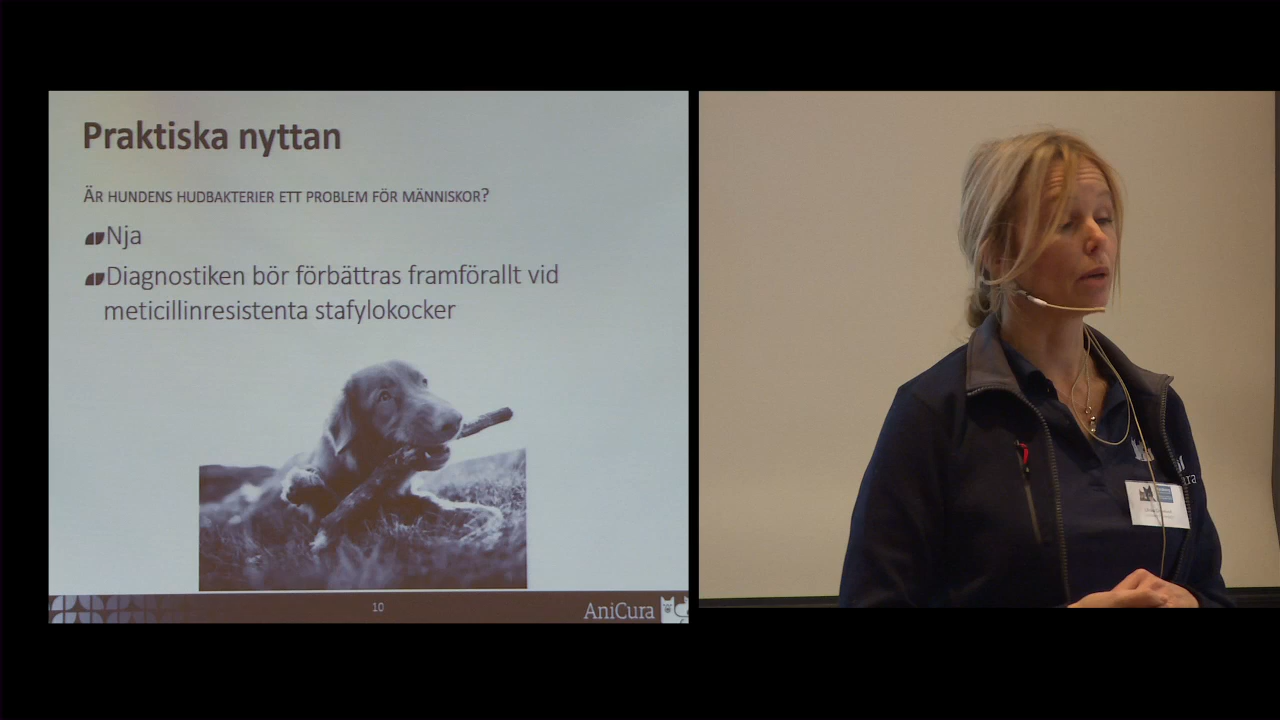 Praktiska nyttan
ÄR HUNDENS HUDBAKTERIER ETT PROBLEM FÖR MÄNNISKOR?
Nja
Diagnostiken bör förbättras framförallt vid
meticillinresistenta stafylokocker
10
AniCura